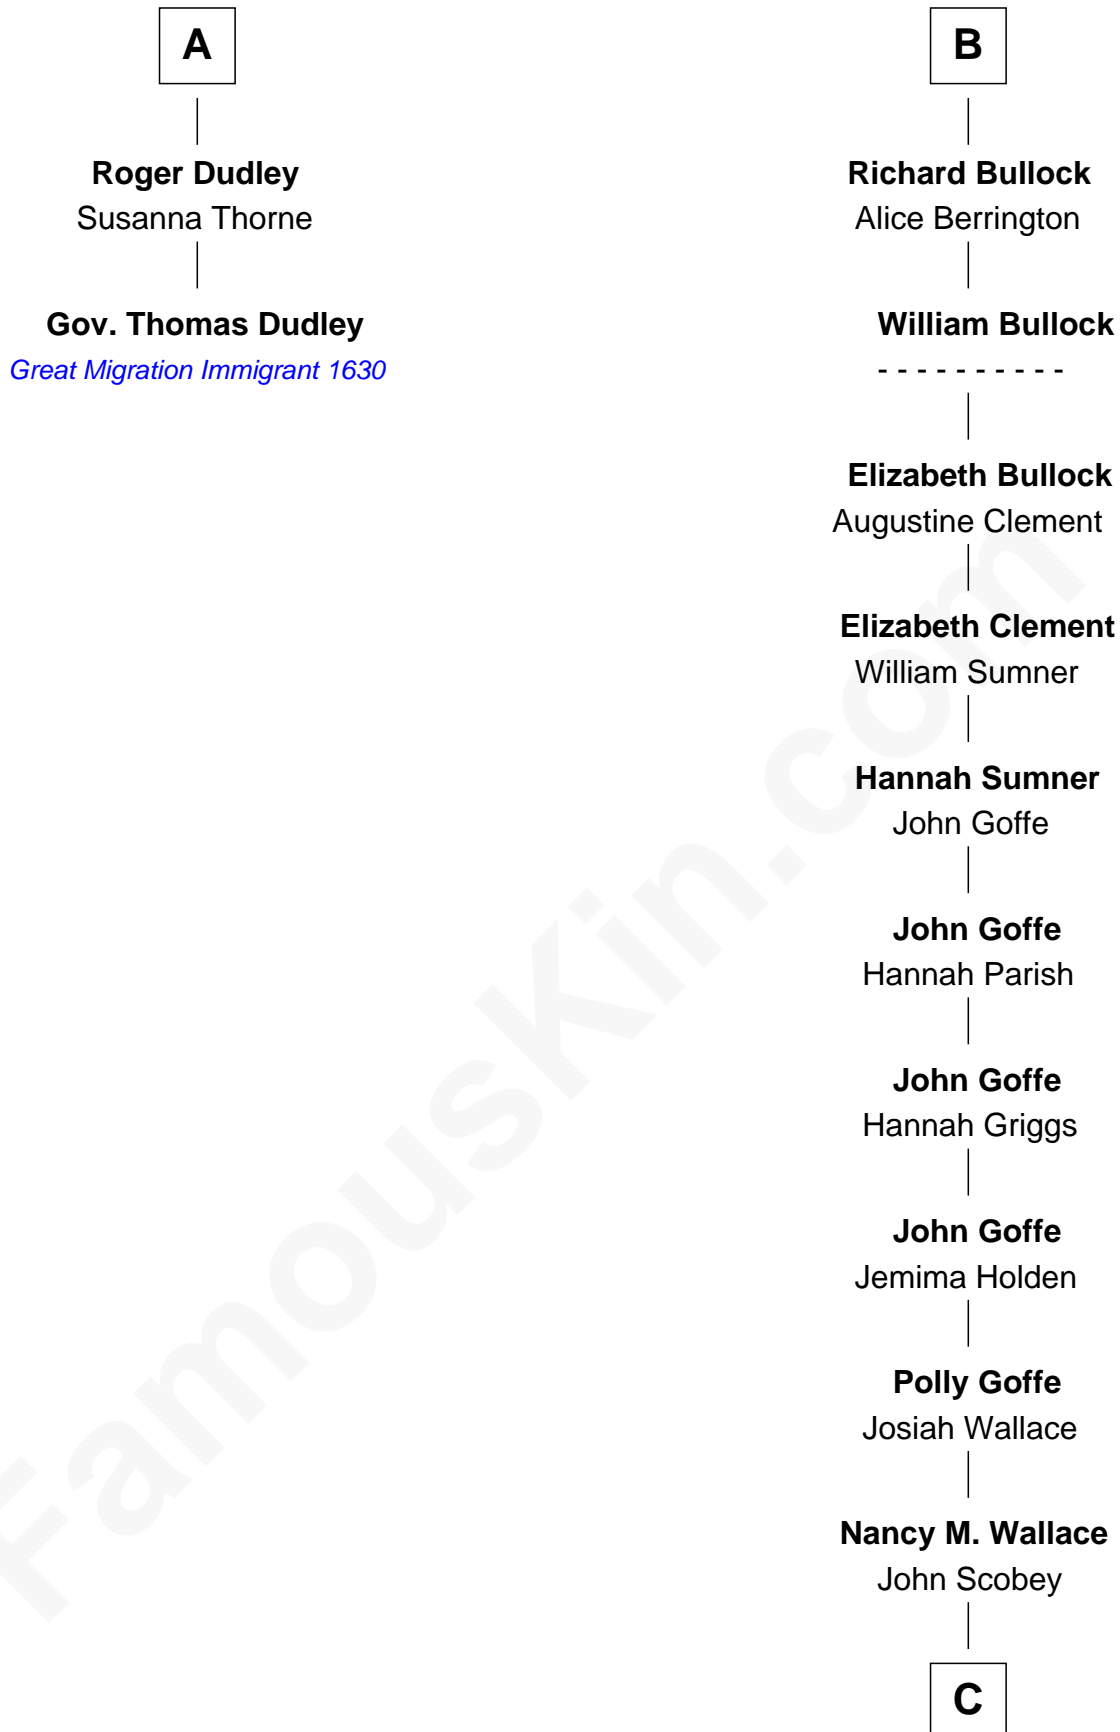 A
Roger Dudley
Susanna Thorne
Gov. Thomas Dudley
Great Migration Immigrant 1630
B
Richard Bullock
Alice Berrington
William Bullock
- - - - - - - - - -
Elizabeth Bullock
Augustine Clement
Elizabeth Clement
William Sumner
Hannah Sumner
John Goffe
John Goffe
Hannah Parish
John Goffe
Hannah Griggs
John Goffe
Jemima Holden
Polly Goffe
Josiah Wallace
Nancy M. Wallace
John Scobey
C
FamousKin.com